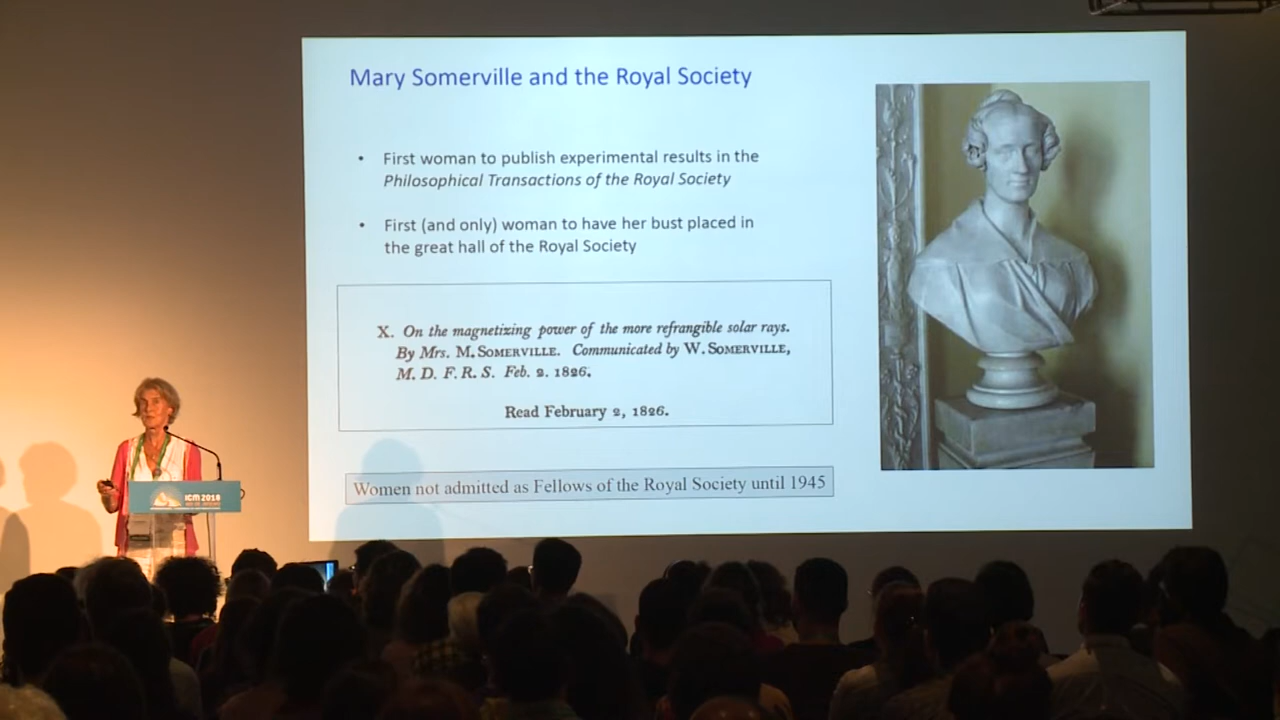 Mary Somerville and the Royal Society
• First woman to publish experimental results in the
Philosophical Transactions of the Royal Society
• First (and only) woman to have her bust placed in
the great hall of the Royal Society
X. On the magnetizing power of the more refrangible solar rays.
By Mrs. M. SOMERVILLE. Communicated by W. SOMERVILLE,
M. D. F. R. S. Feb. 2. 1826.
Read February 2, 1826.
Women not admitted as Fellows of the Royal Society until 1945
ICM 2018